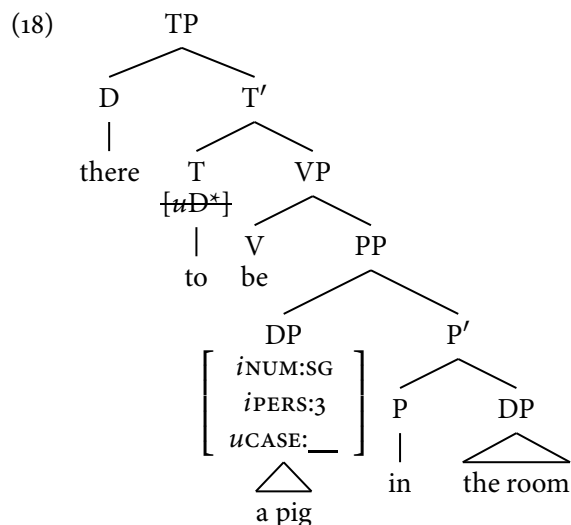 (18) TP
D T′
there T VP
[uD*]
to V PP
be
DP P′
iNUM:SG
iPERS:3 P DP
uCASE:__
in the room
a pig